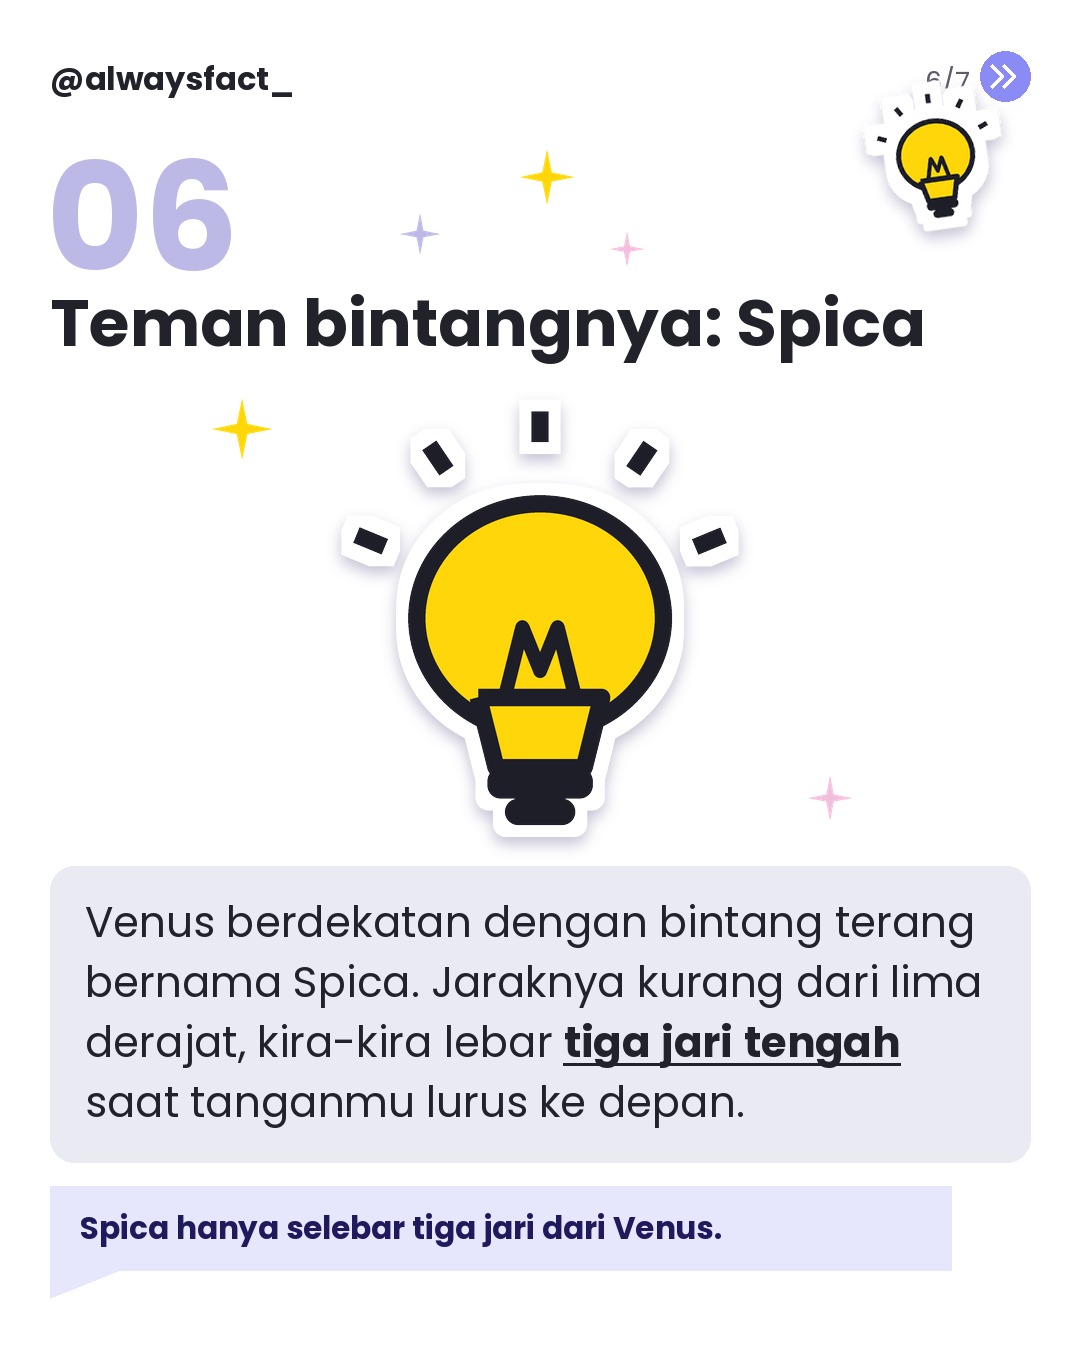 @alwaysfact_
6/7
06
Teman bintangnya: Spica
Venus berdekatan dengan bintang terang
bernama Spica. Jaraknya kurang dari lima
derajat, kira-kira lebar tiga jari tengah
saat tanganmu lurus ke depan.
Spica hanya selebar tiga jari dari Venus.